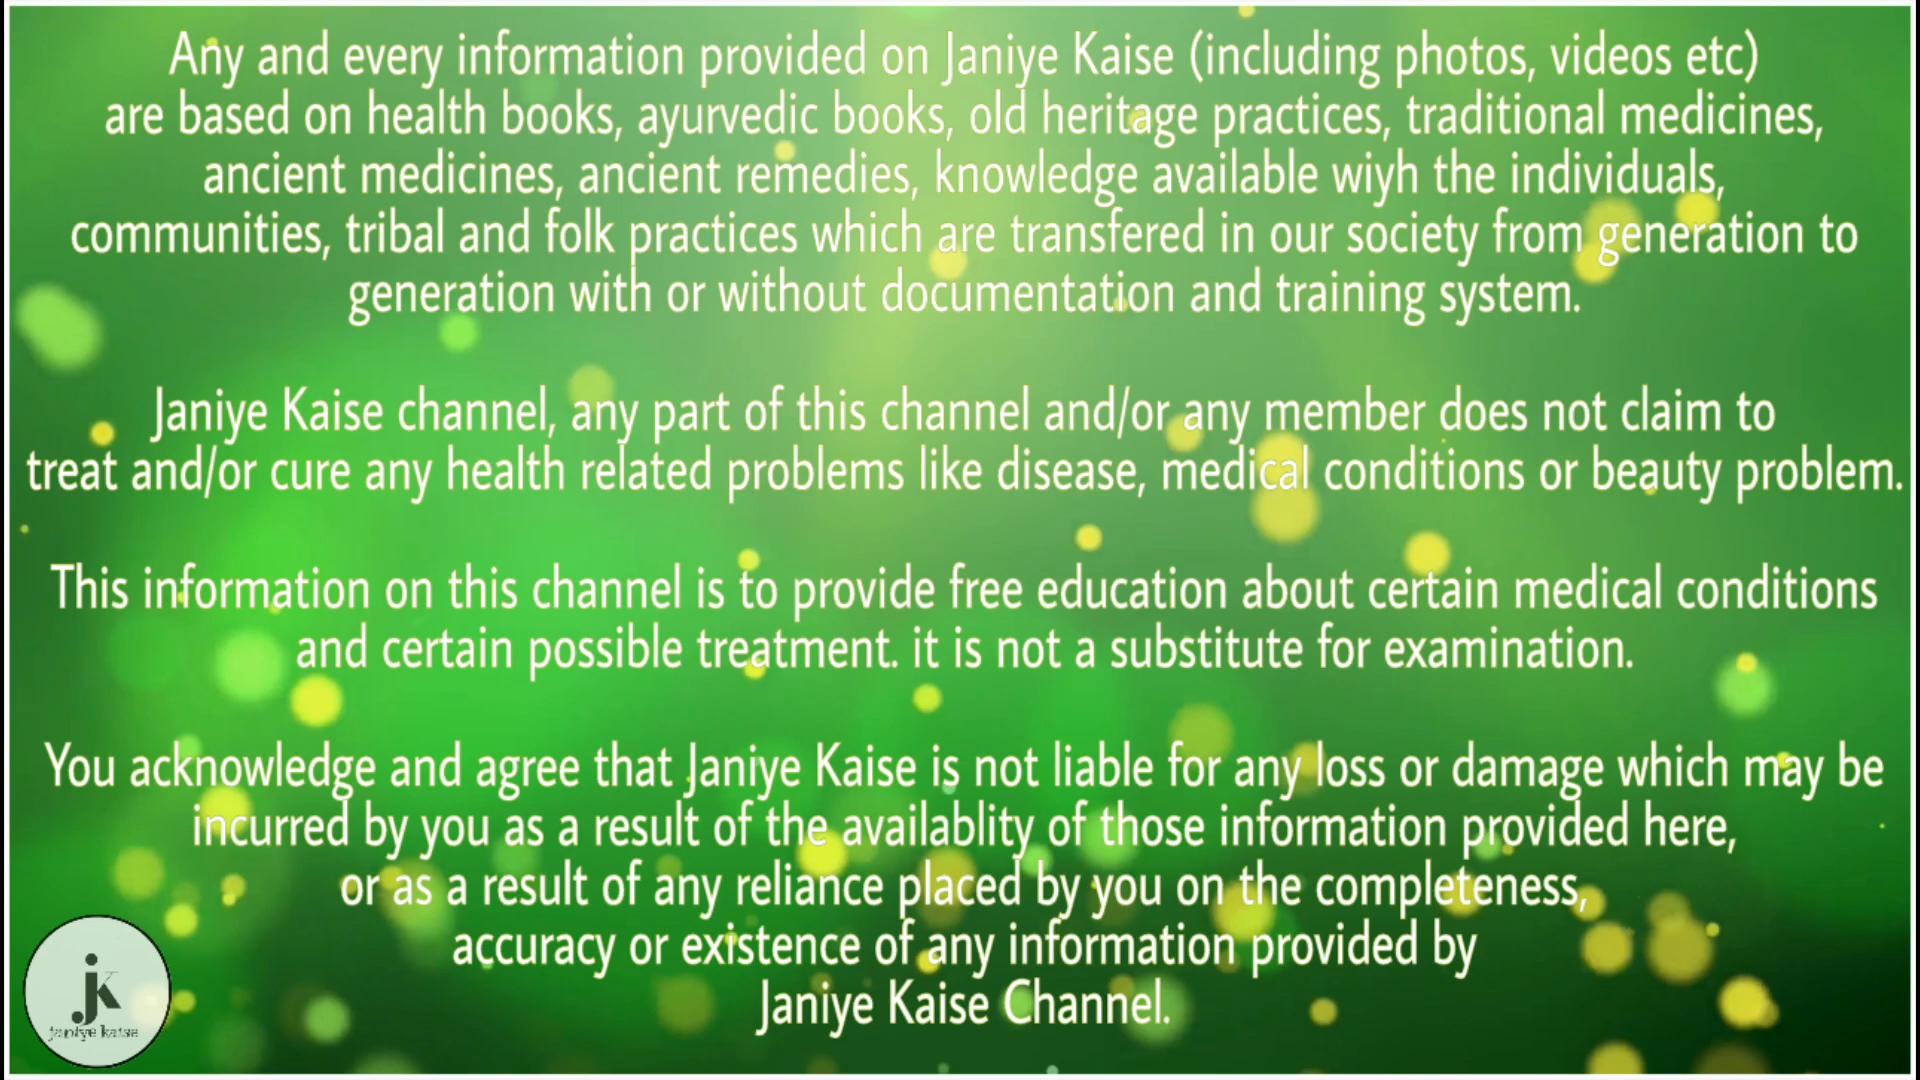 Any and every information provided on Janiye Kaise (including photos, videos etc)
are based on health books, ayurvedic books, old heritage practices, traditional medicines,
ancient medicines, ancient remedies, knowledge available wiyh the individuals,
communities, tribal and folk practices which are transfered in our society from generation to
generation with or without documentation and training system.
Janiye Kaise channel, any part of this channel and/or any member does not claim to
treat and/or cure any health related problems like disease, medical conditions or beauty problem.
This information on this channel is to provide free education about certain medical conditions
and certain possible treatment. it is not a substitute for examination.
You acknowledge and agree that Janiye Kaise is not liable for any loss or damage which may be
incurred by you as a result of the availablity of those information provided here,
or as a result of any reliance placed by you on the completeness,
accuracy or existence of any information provided by
Janiye Kaise Channel.
jk
janiye kaise